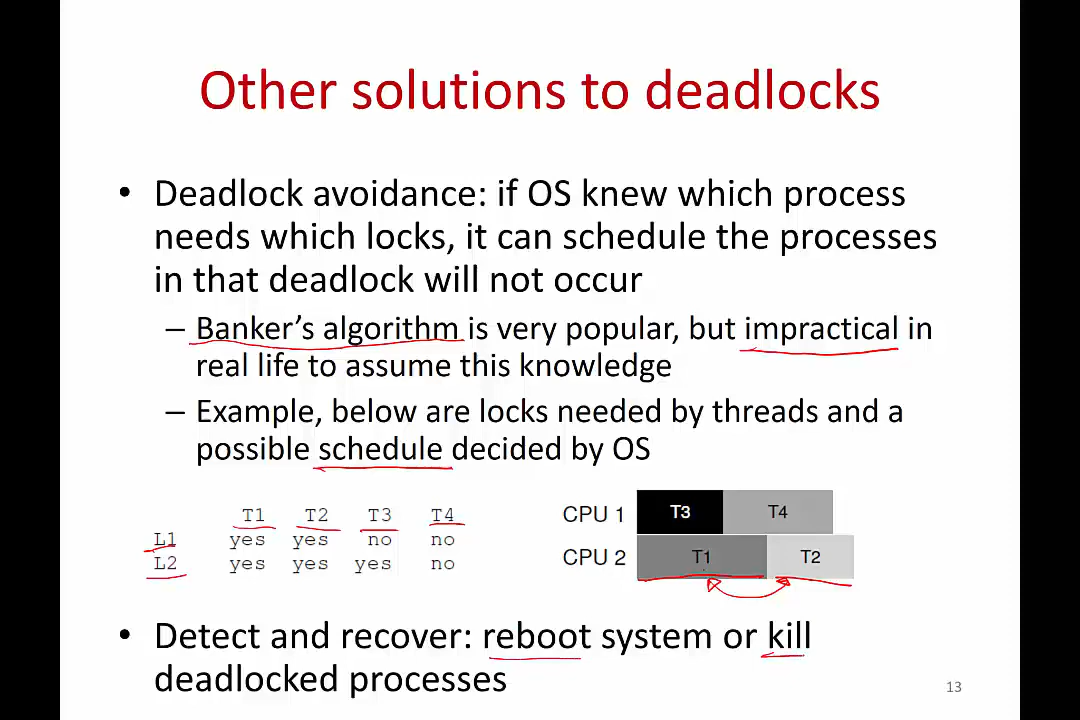 Other solutions to deadlocks
• Deadlock avoidance: if OS knew which process
needs which locks, it can schedule the processes
in that deadlock will not occur
– Banker’s algorithm is very popular, but impractical in
real life to assume this knowledge
– Example, below are locks needed by threads and a
possible schedule decided by OS
T1 T2 T3 T4
L1 yes yes no no
L2 yes yes yes no
CPU 1 T3 T4
CPU 2 T1 T2
• Detect and recover: reboot system or kill
deadlocked processes
13